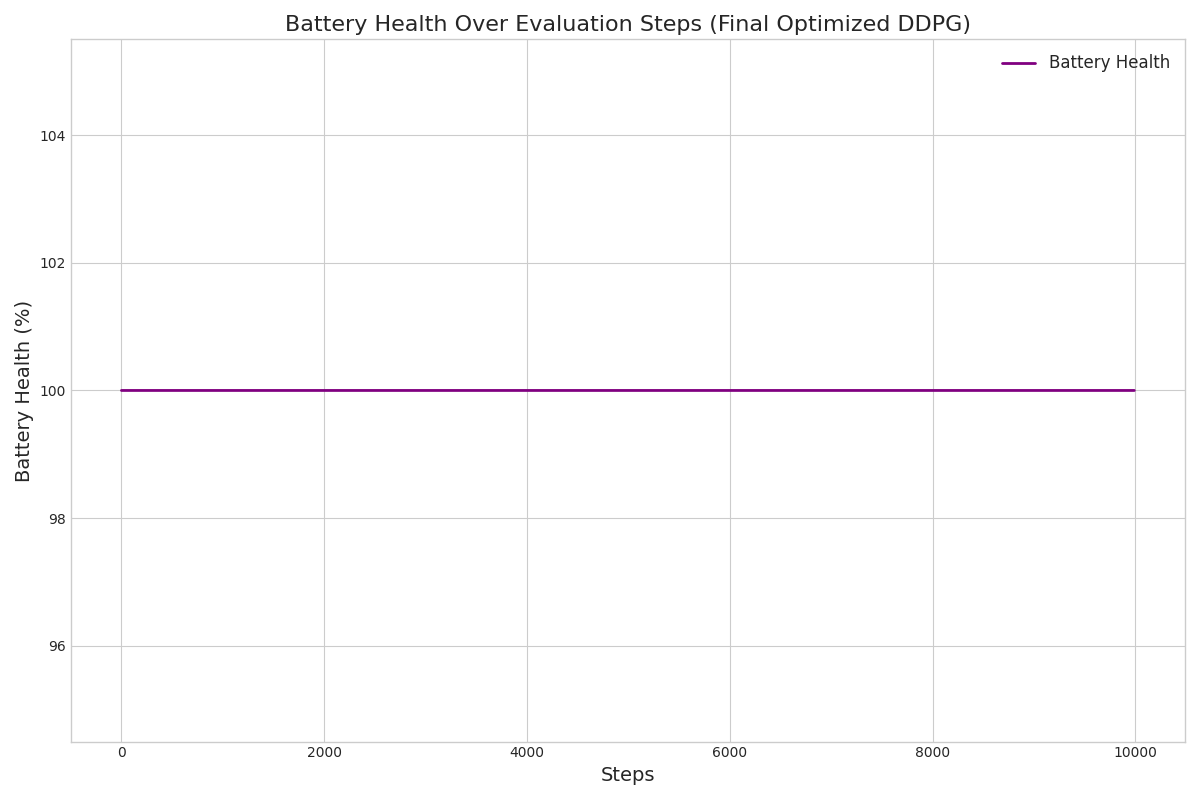 Battery Health Over Evaluation Steps (Final Optimized DDPG)
Battery Health
104
102
100
98
96
Battery Health (%)
0 2000 4000 6000 8000 10000
Steps